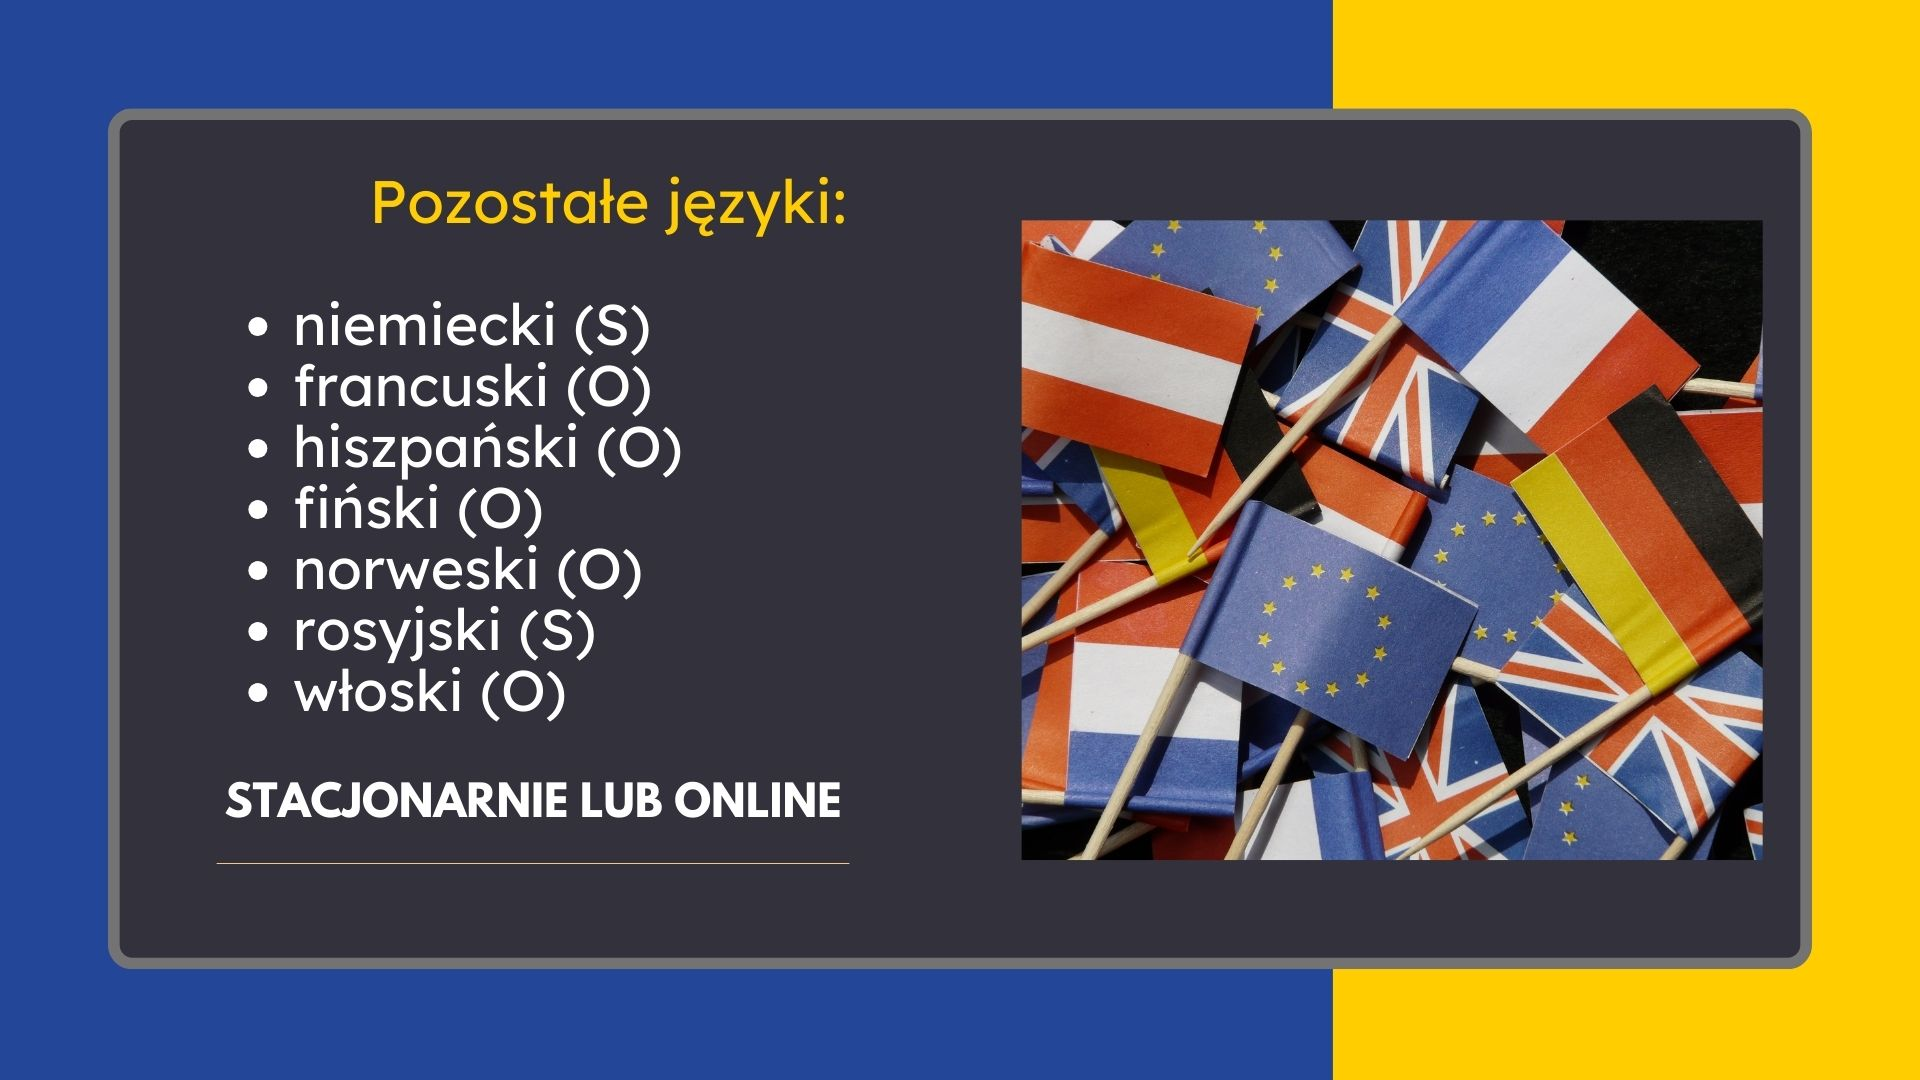 Pozostałe języki:
• niemiecki (S)
• francuski (O)
• hiszpański (O)
• fiński (O)
• norweski (O)
• rosyjski (S)
• włoski (O)
STACJONARNIE LUB ONLINE